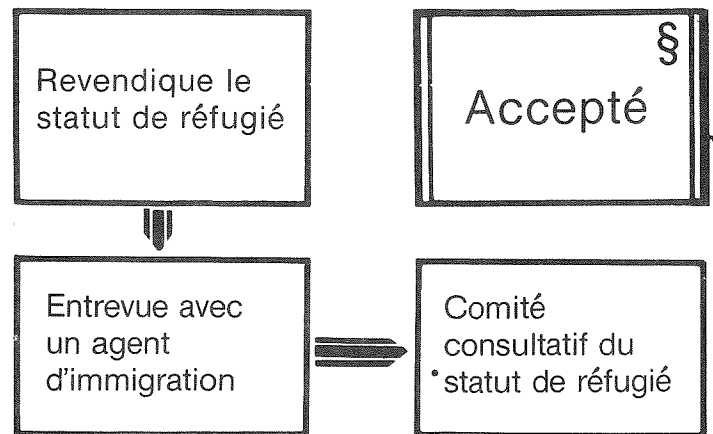 Revendique le
statut de réfugié
§
Accepté
Entrevue avec
un agent
d'immigration
Comité
consultatif du
statut de réfugié